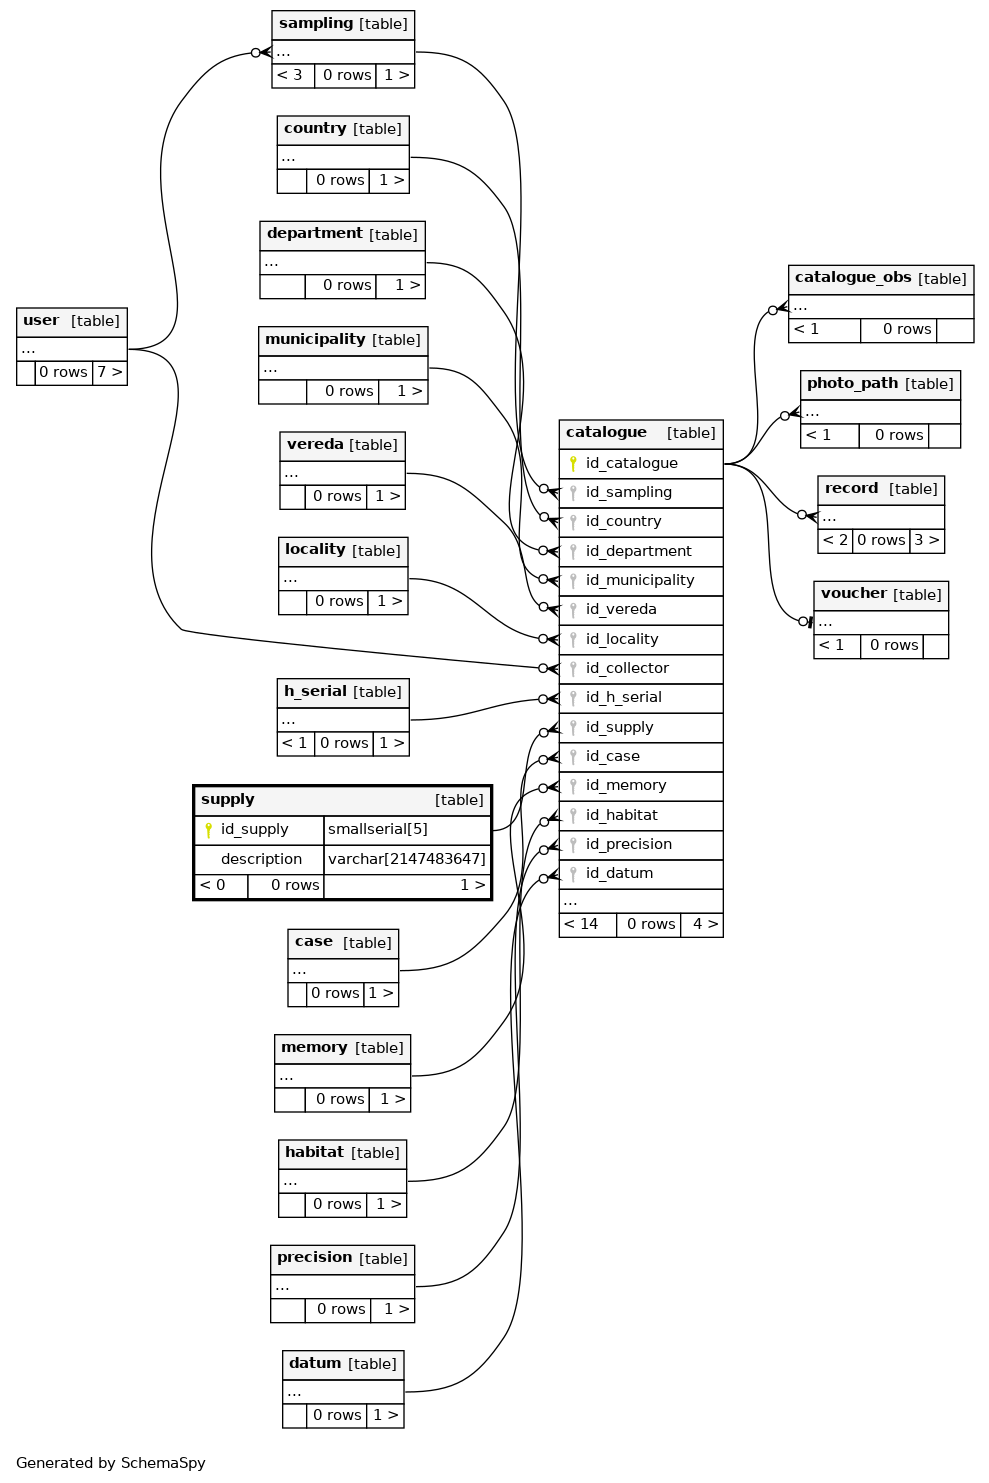 sampling [table]
...
< 3 0 rows 1 >
country [table]
...
0 rows 1 >
department [table]
...
0 rows 1 >
user [table]
...
0 rows 7 >
municipality [table]
...
0 rows 1 >
vereda [table]
...
0 rows 1 >
locality [table]
...
0 rows 1 >
h_serial [table]
...
< 1 0 rows 1 >
supply [table]
id_supply smallserial[5]
description varchar[2147483647]
< 0 0 rows 1 >
case [table]
...
0 rows 1 >
memory [table]
...
0 rows 1 >
habitat [table]
...
0 rows 1 >
precision [table]
...
0 rows 1 >
datum [table]
...
0 rows 1 >
catalogue [table]
id_catalogue
id_sampling
id_country
id_department
id_municipality
id_vereda
id_locality
id_collector
id_h_serial
id_supply
id_case
id_memory
id_habitat
id_precision
id_datum
...
< 14 0 rows 4 >
catalogue_obs [table]
...
< 1 0 rows
photo_path [table]
...
< 1 0 rows
record [table]
...
< 2 0 rows 3 >
voucher [table]
...
< 1 0 rows
Generated by SchemaSpy